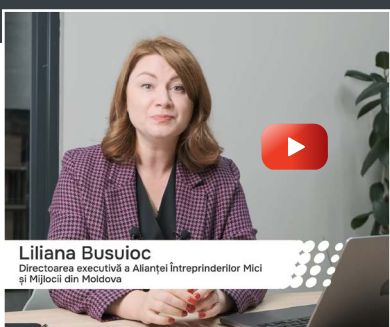 Liliana Busuioc
Directoarea executivă a Alianței Întreprinderilor Mici
și Mijlocii din Moldova